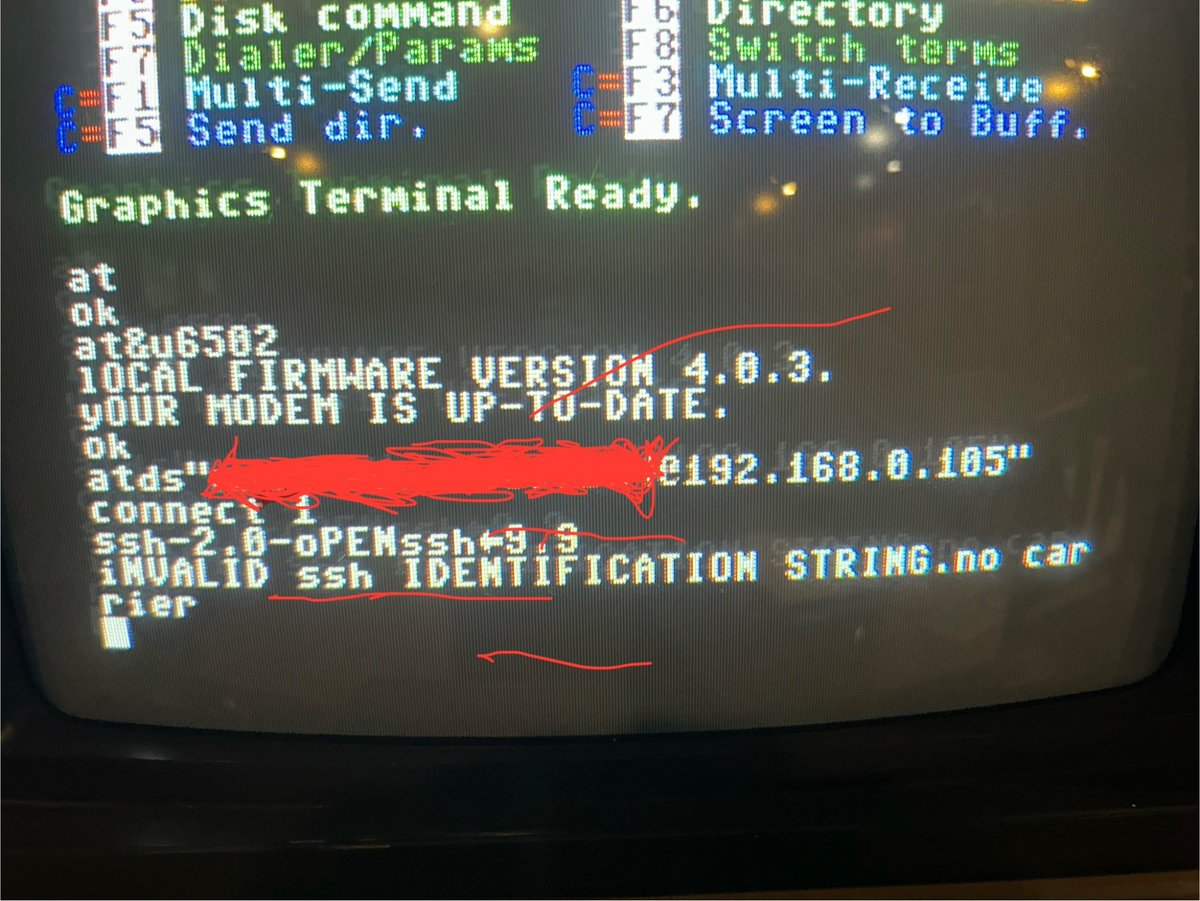 F5 Disk command F6 Directory
F7 Dialer/Params F8 Switch terms
C=F1 Multi-Send C=F3 Multi-Receive
C=F5 Send dir. C=F7 Screen to Buff.
Graphics Terminal Ready.
at
ok
at&u6502
lOCAL FIRMWARE VERSION 4.0.3.
yOUR MODEM IS UP-TO-DATE.
ok
atds" @192.168.0.105"
connect 1
ssh-2.0-oPENssh←9.9
iNVALID ssh IDENTIFICATION STRING.no car
rier